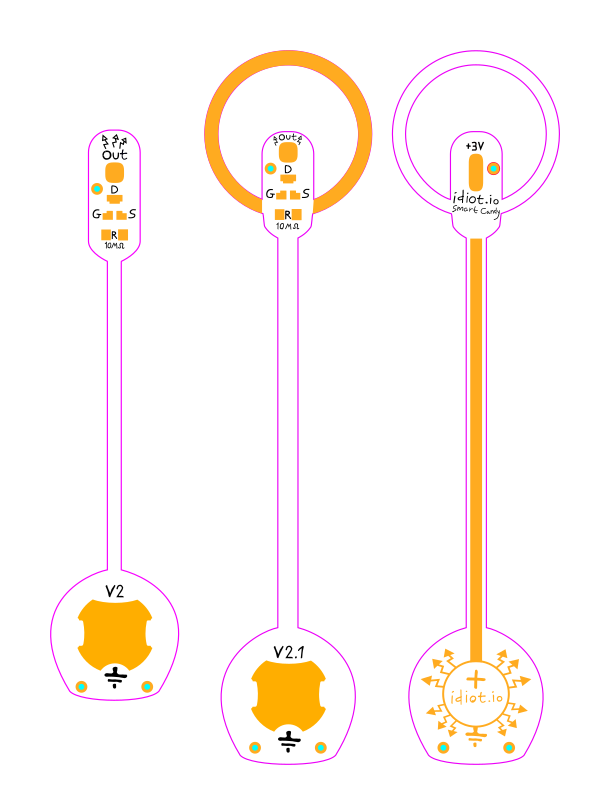 Out
D
G S
R
10MΩ
V2
Out
D
G S
R
10MΩ
V2.1
+3V
idiot.io
Smart Candy
+
idiot.io